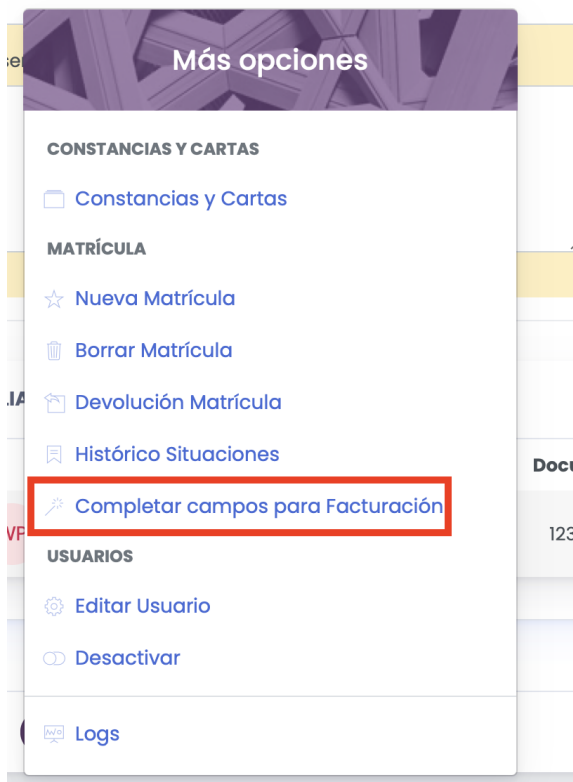 Más opciones
CONSTANCIAS Y CARTAS
Constancias y Cartas
MATRÍCULA
Nueva Matrícula
Borrar Matrícula
Devolución Matrícula
Histórico Situaciones
Completar campos para Facturación
USUARIOS
Editar Usuario
Desactivar
Logs
123